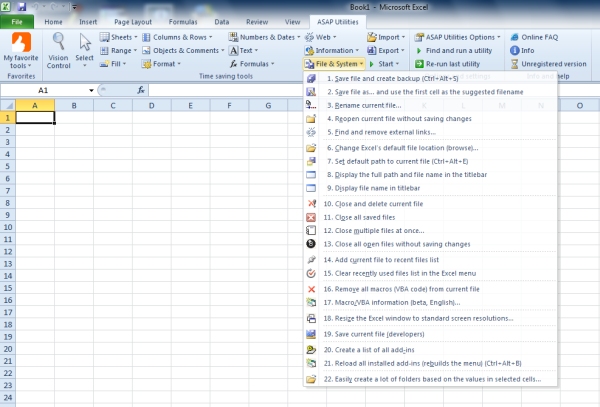 Book1 - Microsoft Excel
File Home Insert Page Layout Formulas Data Review View ASAP Utilities
My favorite tools
Favorites
Vision Control
Select
Sheets Columns & Rows Numbers & Dates Web Import ASAP Utilities Options Online FAQ
Range Objects & Comments Text Information Export Find and run a utility Info
Fill Format Formulas File & System Start Re-run last utility Unregistered version
Time saving tools
A1
fx
A B C D E F G O
1
2
3
4
5
6
7
8
9
10
11
12
13
14
15
16
17
18
19
20
21
22
23
24
1. Save file and create backup (Ctrl+Alt+S)
2. Save file as... and use the first cell as the suggested filename
3. Rename current file...
4. Reopen current file without saving changes
5. Find and remove external links...
6. Change Excel's default file location (browse)...
7. Set default path to current file (Ctrl+Alt+E)
8. Display the full path and file name in the titlebar
9. Display file name in titlebar
10. Close and delete current file
11. Close all saved files
12. Close multiple files at once...
13. Close all open files without saving changes
14. Add current file to recent files list
15. Clear recently used files list in the Excel menu
16. Remove all macros (VBA code) from current file
17. Macro/VBA information (beta, English)...
18. Resize the Excel window to standard screen resolutions...
19. Save current file (developers)
20. Create a list of all add-ins
21. Reload all installed add-ins (rebuilds the menu) (Ctrl+Alt+B)
22. Easily create a lot of folders based on the values in selected cells...